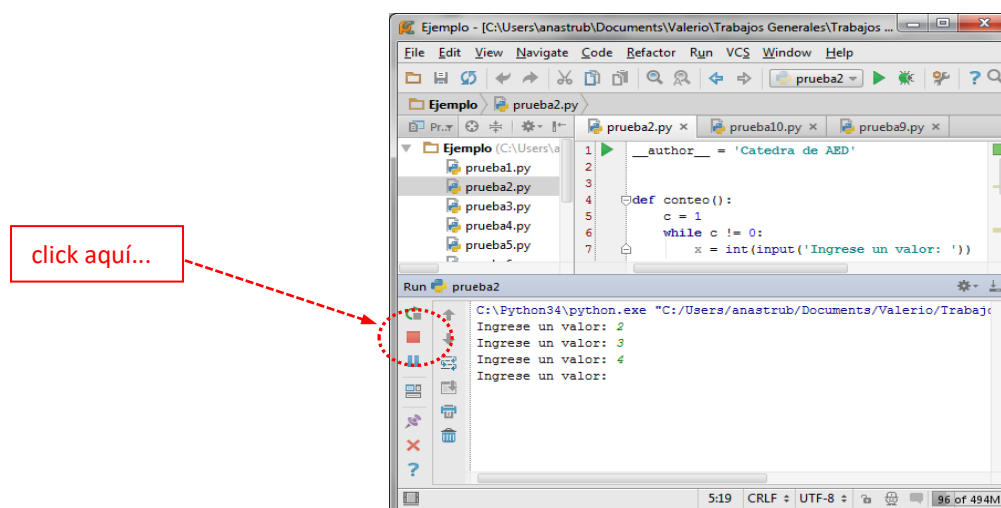 Ejemplo - [C:\Users\anastrub\Documents\Valerio\Trabajos Generales\Trabajos ...
File Edit View Navigate Code Refactor Run VCS Window Help
prueba2
Ejemplo prueba2.py
Pr.. prueba2.py × prueba10.py × prueba9.py ×
Ejemplo (C:\Users\a
prueba1.py
prueba2.py
prueba3.py
prueba4.py
prueba5.py
1 __author__ = 'Catedra de AED'
2
3
4 def conteo():
5 c = 1
6 while c != 0:
7 x = int(input('Ingrese un valor: '))
click aquí...
Run prueba2
C:\Python34\python.exe "C:/Users/anastrub/Documents/Valerio/Trabajo
Ingrese un valor: 2
Ingrese un valor: 3
Ingrese un valor: 4
Ingrese un valor:
5:19 CRLF UTF-8 96 of 494M